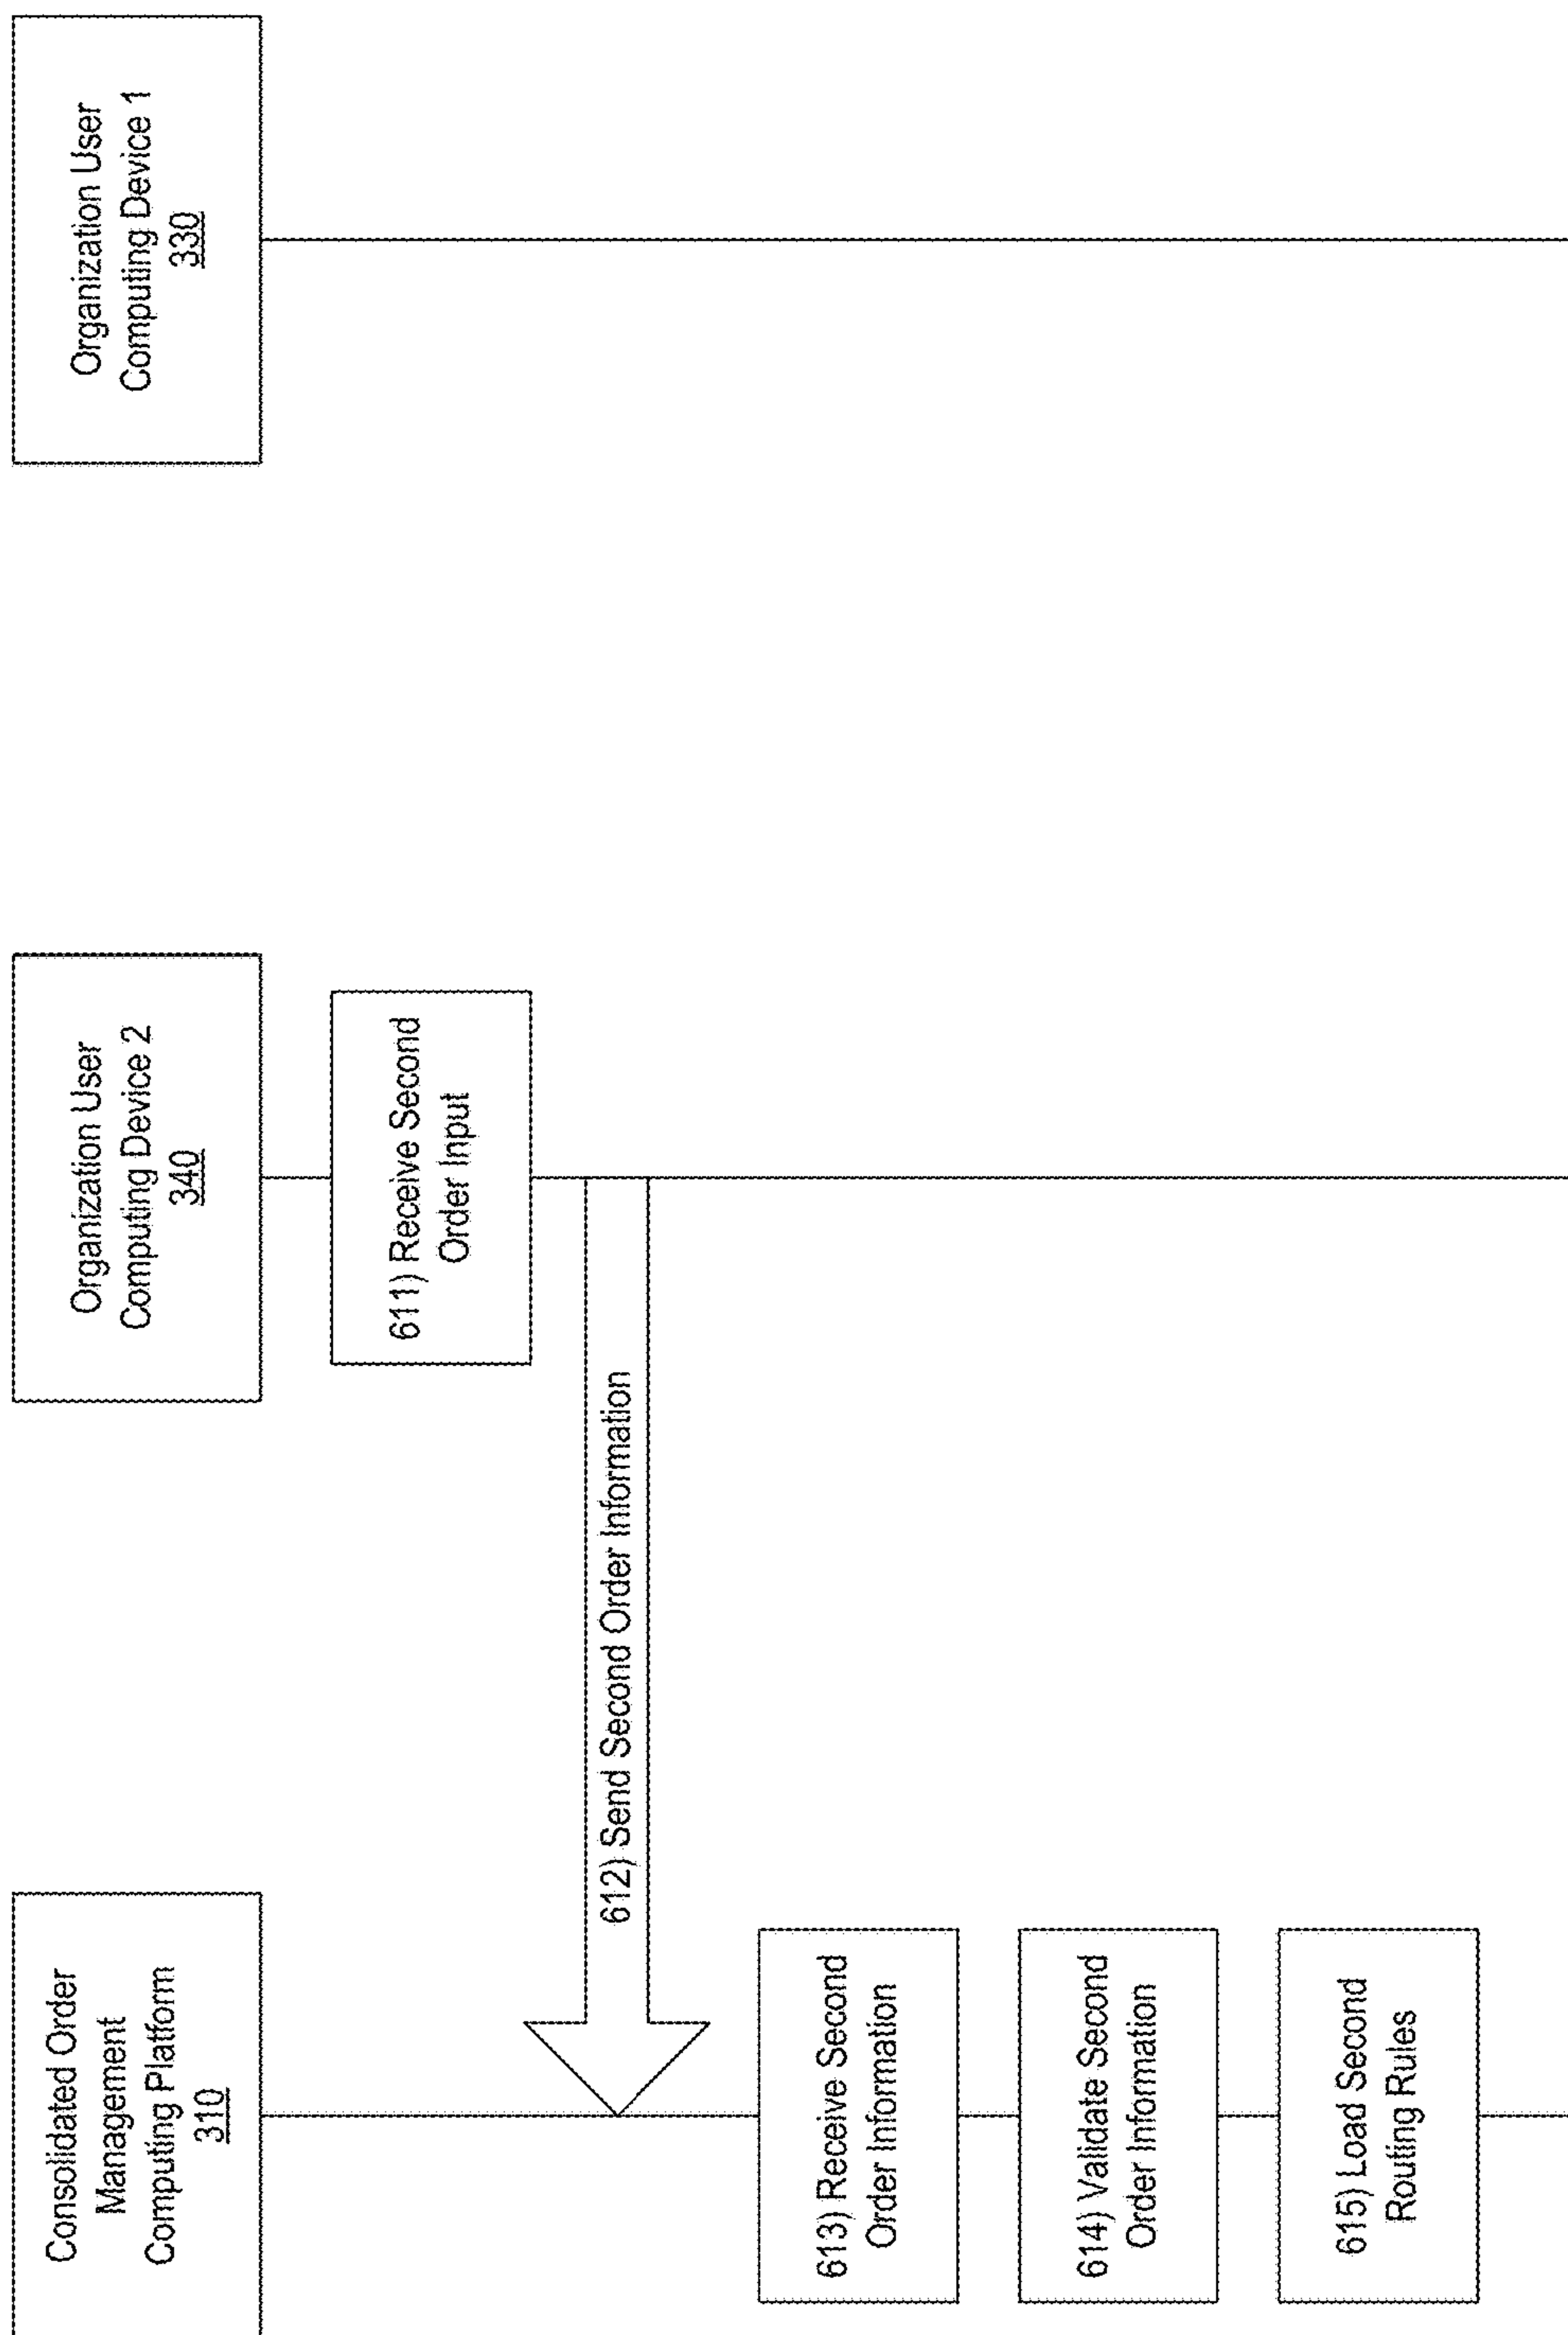 Consolidated Order
Management
Computing Platform
310
Organization User
Computing Device 2
340
Organization User
Computing Device 1
330
611) Receive Second
Order Input
612) Send Second Order Information
613) Receive Second
Order Information
614) Validate Second
Order Information
615) Load Second
Routing Rules